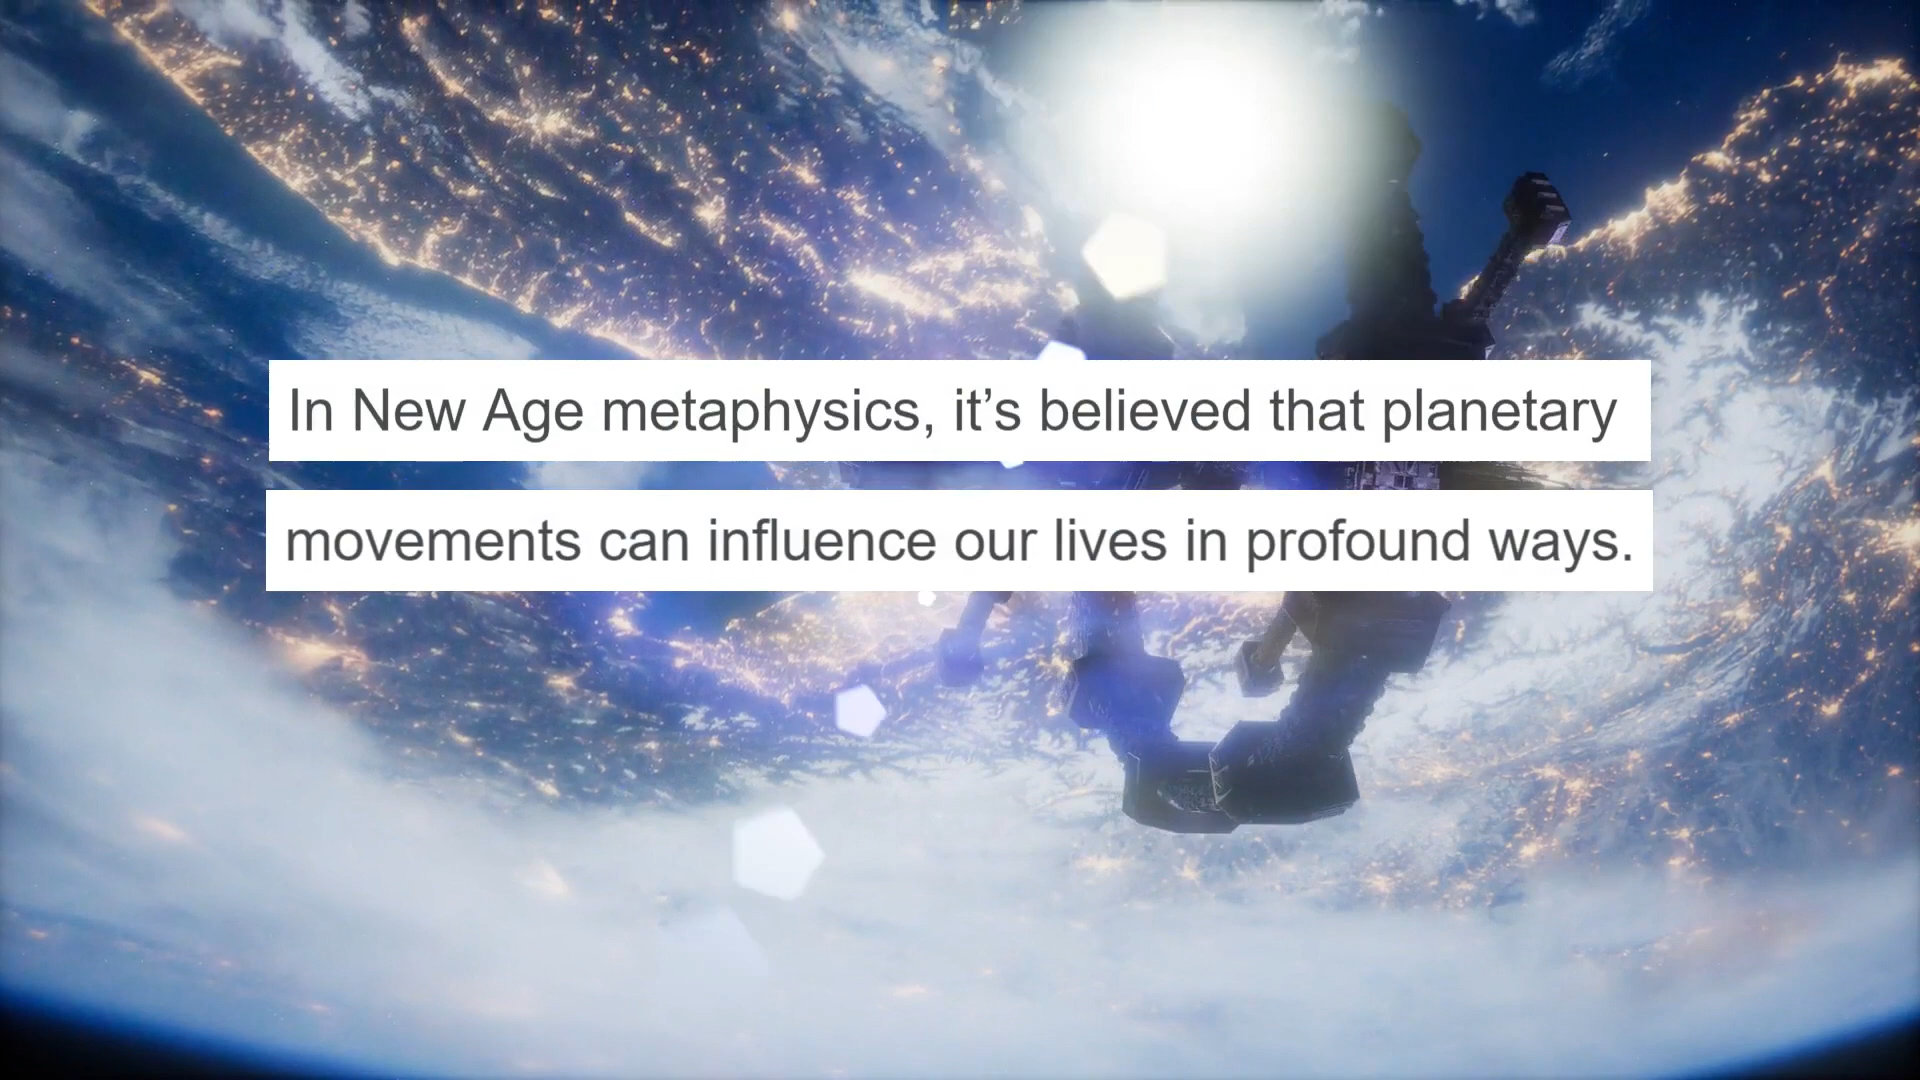 In New Age metaphysics, it’s believed that planetary
movements can influence our lives in profound ways.